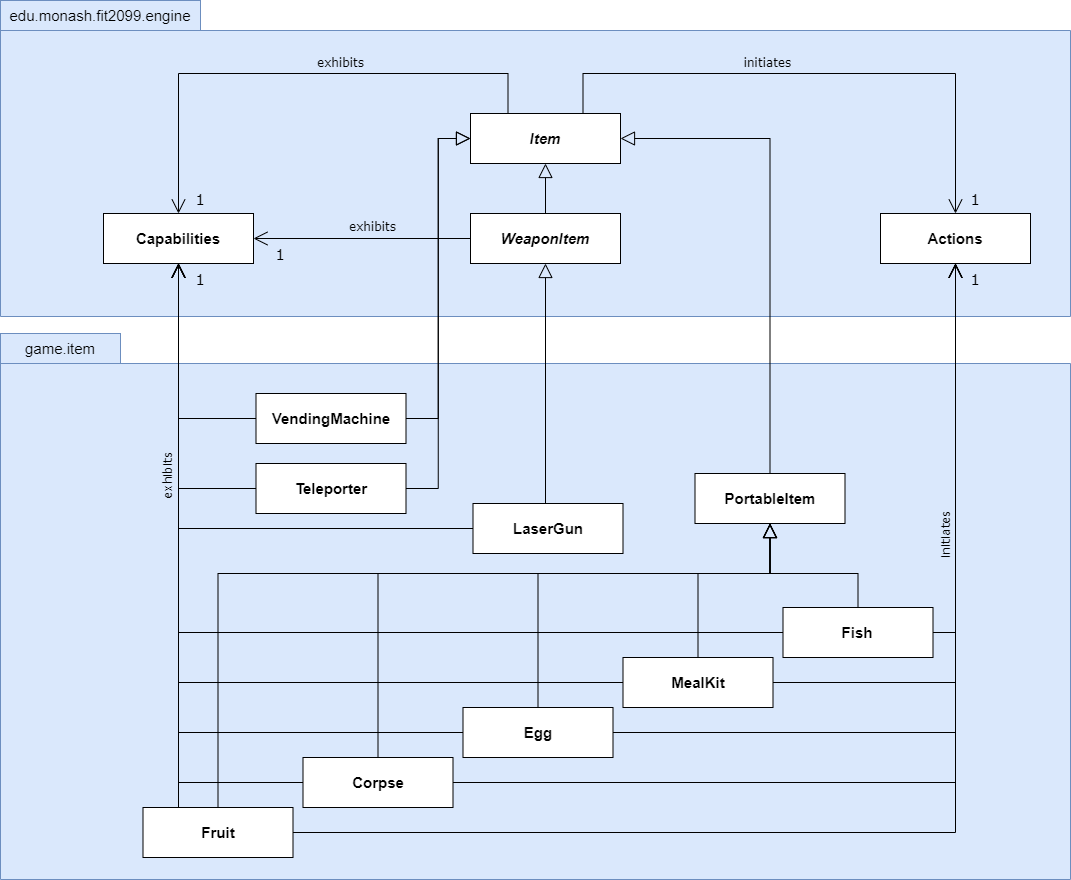 edu.monash.fit2099.engine
exhibits
initiates
Item
1
1
Capabilities
exhibits
WeaponItem
Actions
1
1
1
game.item
VendingMachine
exhibits
Teleporter
PortableItem
LaserGun
Initiates
Fish
MealKit
Egg
Corpse
Fruit